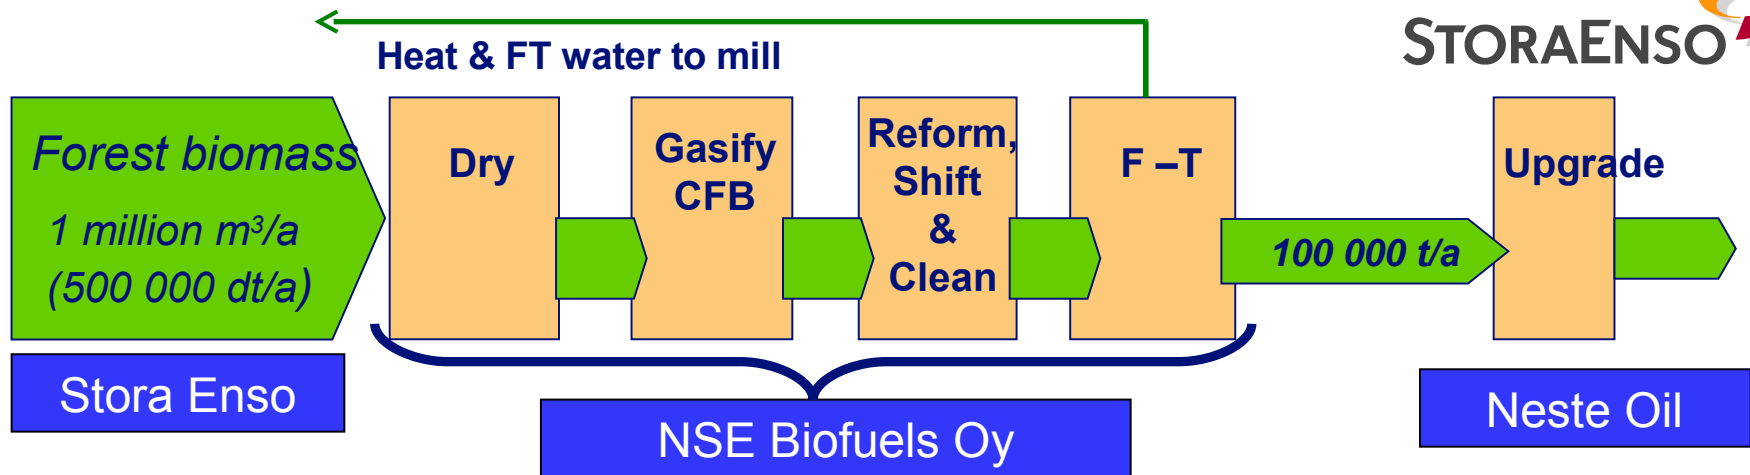 STORAENSO
Heat & FT water to mill
Forest biomass
1 million m³/a
(500 000 dt/a)
Dry
Gasify
CFB
Reform,
Shift
&
Clean
F –T
100 000 t/a
Upgrade
Stora Enso
NSE Biofuels Oy
Neste Oil